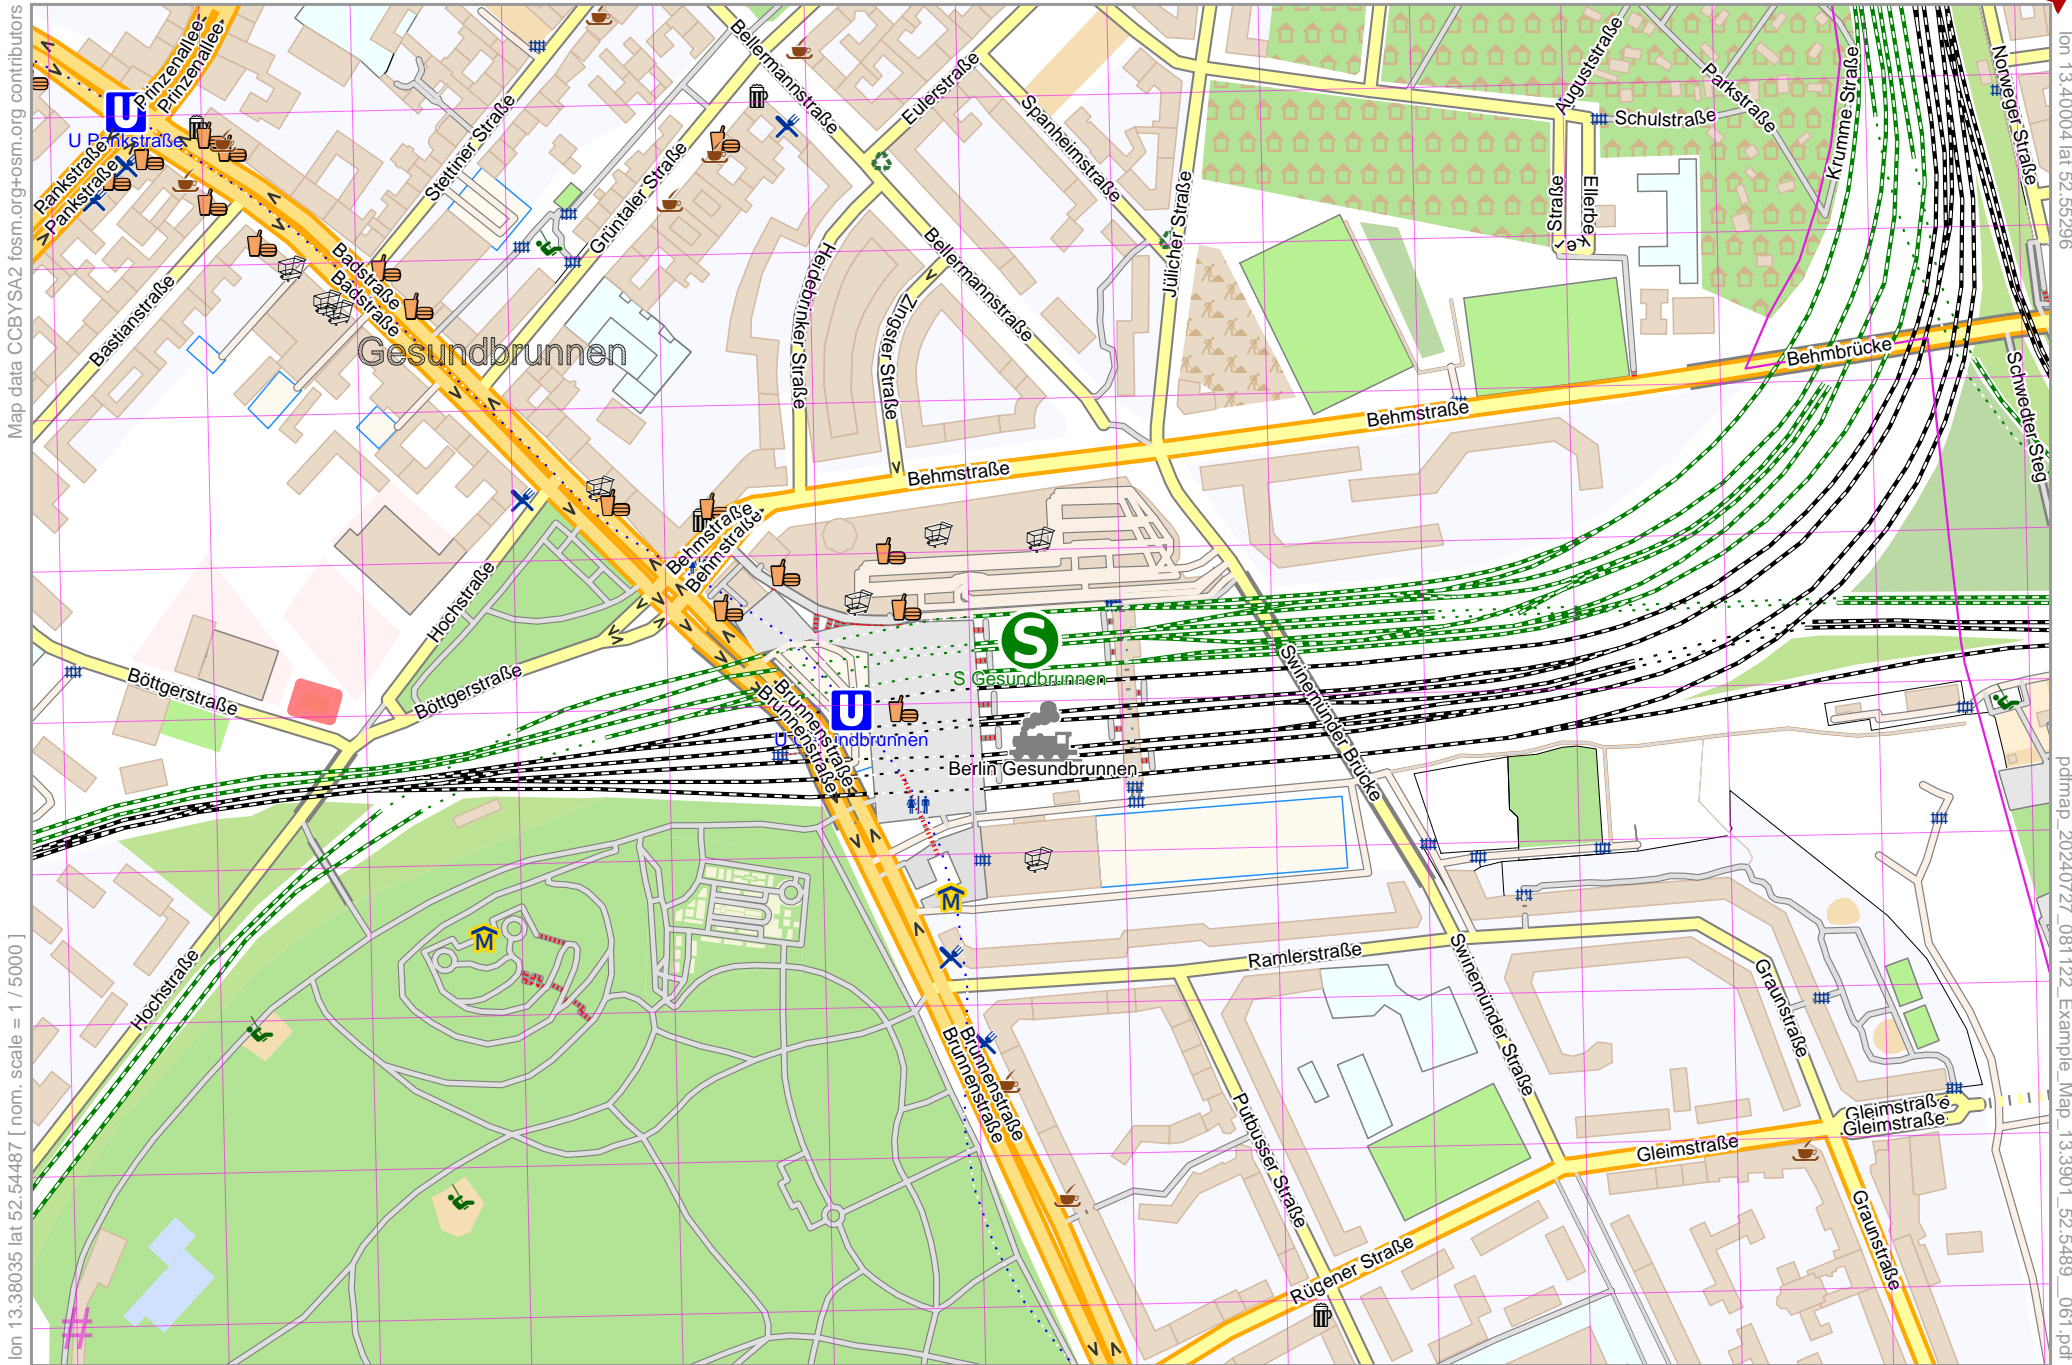 Map data CCBYSA2 fosm.org+osm.org contributors
lon 13.38035 lat 52.54487 [ nom. scale = 1 / 5000 ]
lon 13.4004 lat 52.55296
Prinzenallee
Prinzenallee
U
U Pankstraße
Pankstraße
Pankstraße
Stettiner Straße
Grüntaler Straße
Bellermannstraße
Eulerstraße
Spanheimstraße
Jülicher Straße
Auguststraße
Parkstraße
Schulstraße
Krumme Straße
Norweger Straße
Straße
Ellerbe
Badstraße
Badstraße
Bastianstraße
Heidebrinker Straße
Zingster Straße
Bellermannstraße
Gesundbrunnen
Behmbrücke
Schwedter Steg
Behmstraße
Behmstraße
Behmstraße
Behmstraße
Hochstraße
Böttgerstraße
Böttgerstraße
S
S Gesundbrunnen
U
Brunnenstraße
Brunnenstraße
Berlin Gesundbrunnen
Swinemünder Brücke
M
M
Ramlerstraße
Hochstraße
Swinemünder Straße
Graunstraße
Brunnenstraße
Brunnenstraße
Putbusser Straße
Gleimstraße
Gleimstraße
Gleimstraße
Graunstraße
Rügener Straße